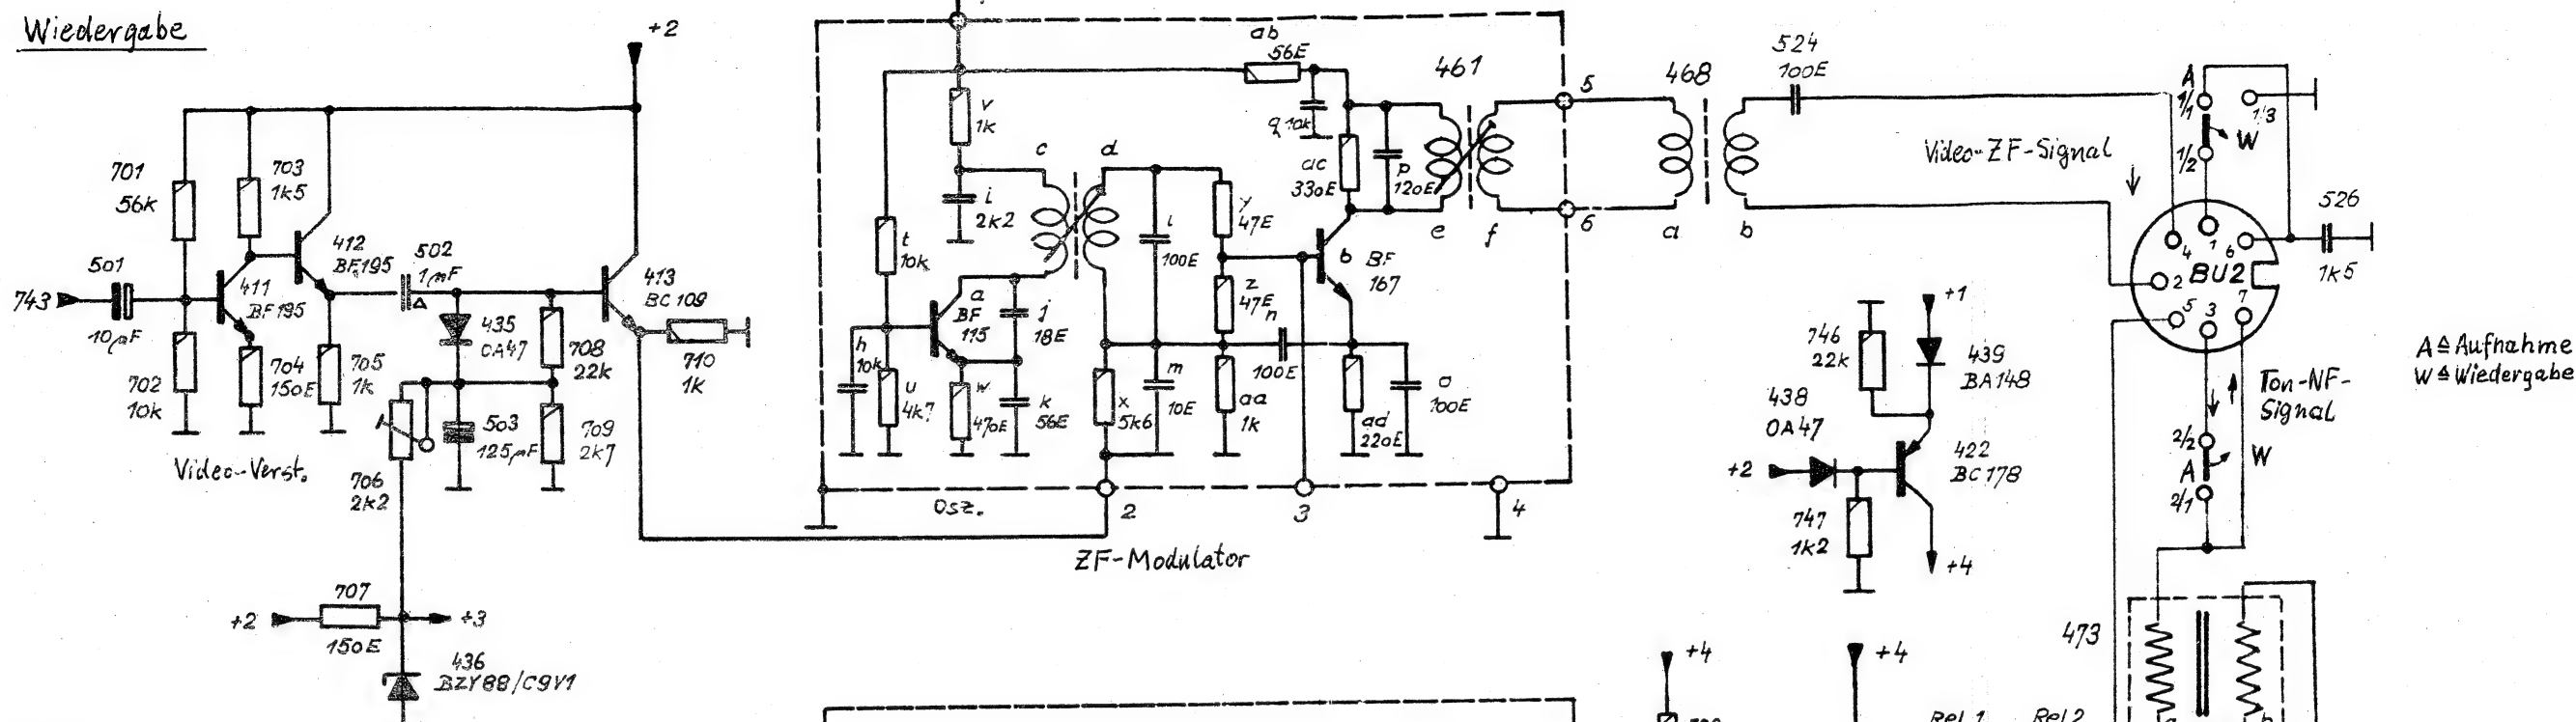 Wiedergabe
+2
743
501
10µF
701
56k
702
10k
703
1k5
411
BF195
704
150E
412
BF195
705
1k
502
1µF
435
OA47
503
125µF
706
2k2
708
22k
709
2k7
413
BC109
710
1k
Video-Verst.
+2
707
150E
+3
436
BZY88/C9V1
ab
56E
v
1k
i
2k2
t
10k
h
10k
u
4k7
a
BF
115
w
470E
j
18E
k
56E
c
d
l
100E
m
10E
x
5k6
y
47E
z
47E
n
100E
aa
1k
b
BF
167
ad
220E
o
100E
q 10k
ac
330E
p
120E
461
e
f
5
6
Osz.
2
3
4
ZF-Modulator
468
a
b
524
100E
Video-ZF-Signal
A
1/1
1/3
W
1/2
4
1
6
2
BU2
5
3
7
526
1k5
+1
746
22k
439
BA148
438
OA47
+2
422
BC178
747
1k2
+4
Ton-NF-
Signal
2/2
A
W
2/1
A≙Aufnahme
W≙Wiedergabe
473
+4
+4
Rel 1
Rel 2